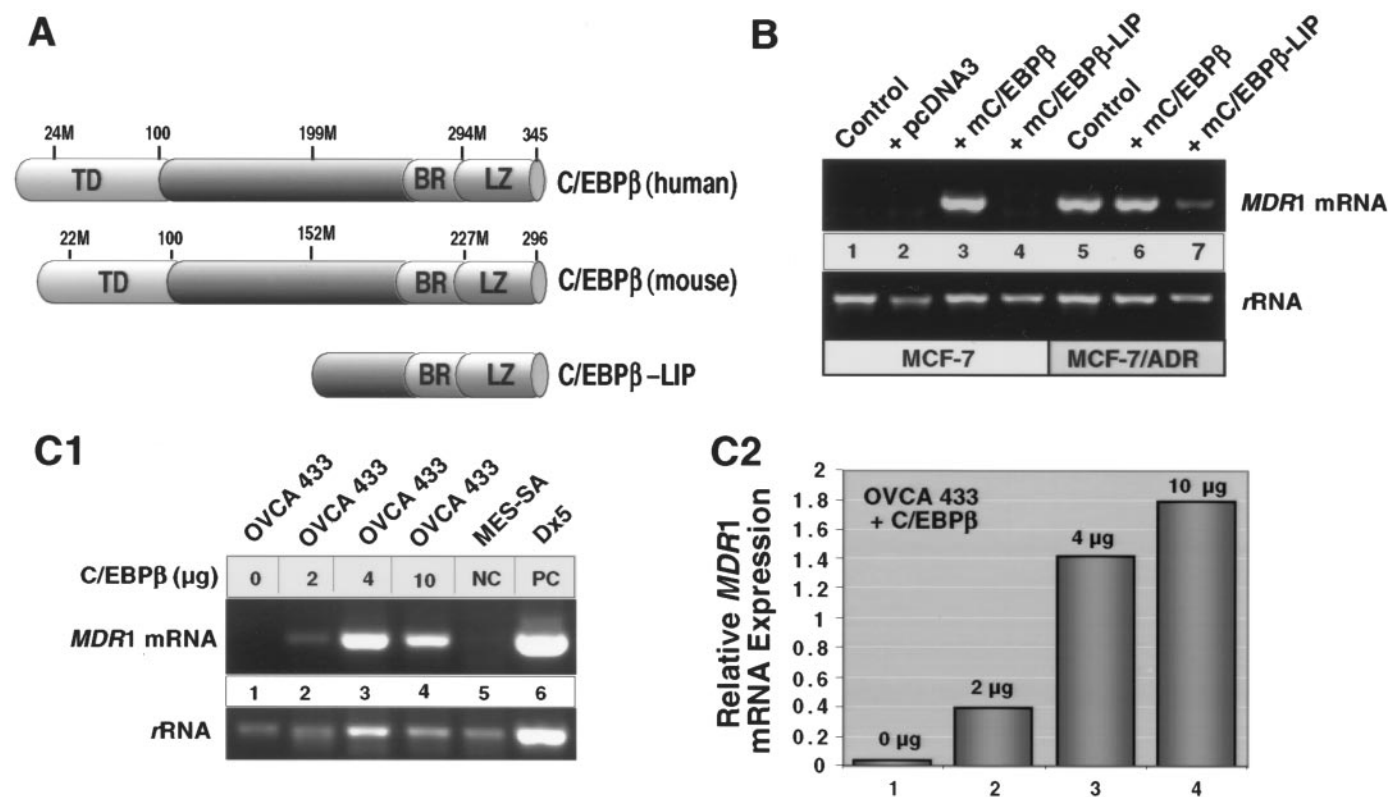 A
24M 100 199M 294M 345
TD BR LZ C/EBPβ (human)
22M 100 152M 227M 296
TD BR LZ C/EBPβ (mouse)
BR LZ C/EBPβ –LIP
B
Control + pcDNA3 + mC/EBPβ + mC/EBPβ-LIP Control + mC/EBPβ + mC/EBPβ-LIP
MDR1 mRNA
1 2 3 4 5 6 7
rRNA
MCF-7 MCF-7/ADR
C1
OVCA 433 OVCA 433 OVCA 433 OVCA 433 MES-SA Dx5
C/EBPβ (µg) 0 2 4 10 NC PC
MDR1 mRNA
1 2 3 4 5 6
rRNA
C2
Relative MDR1
mRNA Expression
2
1.8
1.6
1.4
1.2
1
0.8
0.6
0.4
0.2
0
OVCA 433
+ C/EBPβ
0 µg
2 µg
4 µg
10 µg
1 2 3 4